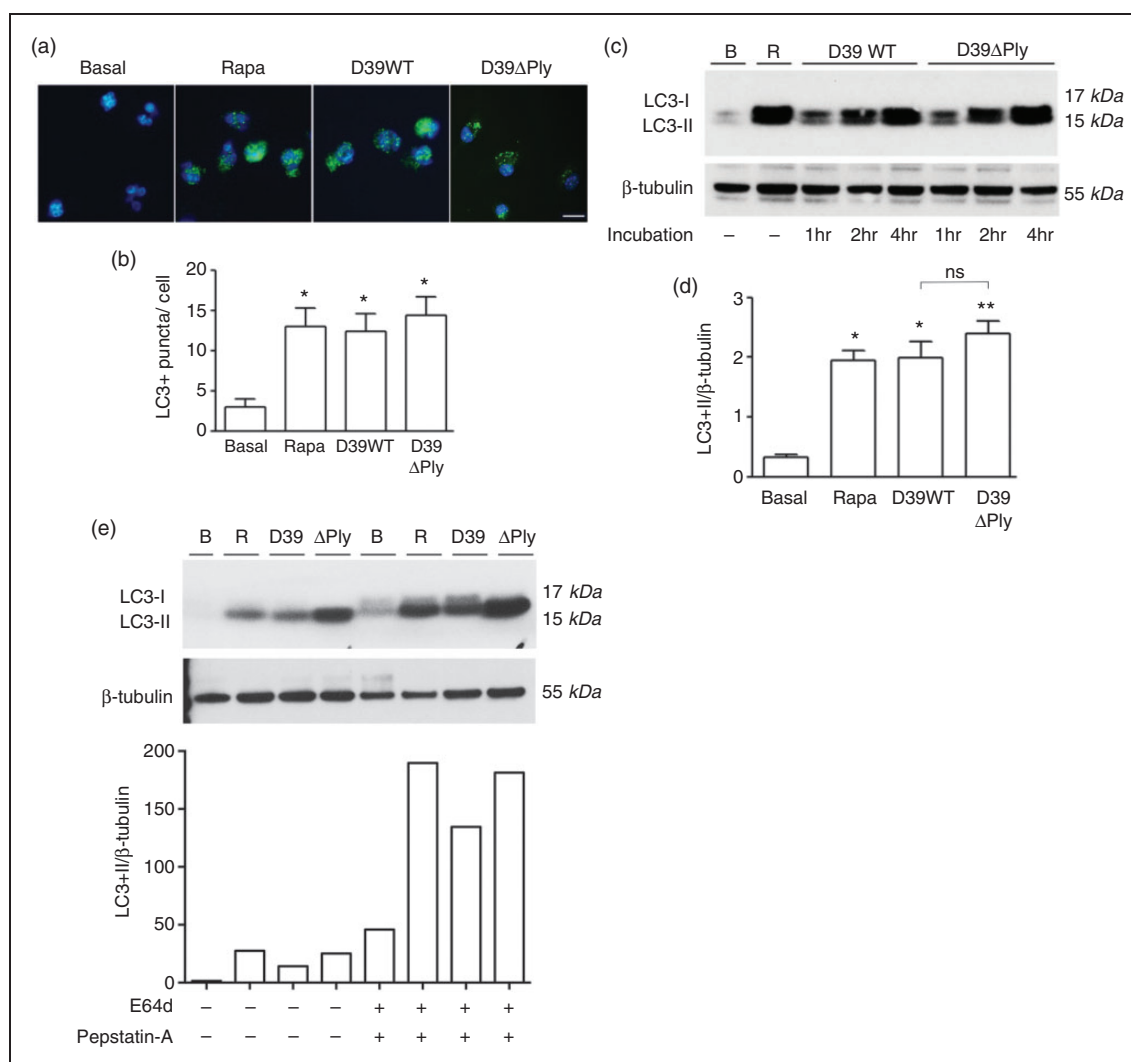 (a)
Basal Rapa D39WT D39ΔPly
(b)
LC3+ puncta/ cell
20
15
10
5
0
* * *
Basal Rapa D39WT D39
ΔPly
(c)
B R D39 WT D39ΔPly
LC3-I 17 kDa
LC3-II 15 kDa
β-tubulin 55 kDa
Incubation – – 1hr 2hr 4hr 1hr 2hr 4hr
(d)
LC3+II/β-tubulin
3
2
1
0
ns
* * **
Basal Rapa D39WT D39
ΔPly
(e)
B R D39 ΔPly B R D39 ΔPly
LC3-I 17 kDa
LC3-II 15 kDa
β-tubulin 55 kDa
LC3+II/β-tubulin
200
150
100
50
0
E64d – – – – + + + +
Pepstatin-A – – – – + + + +